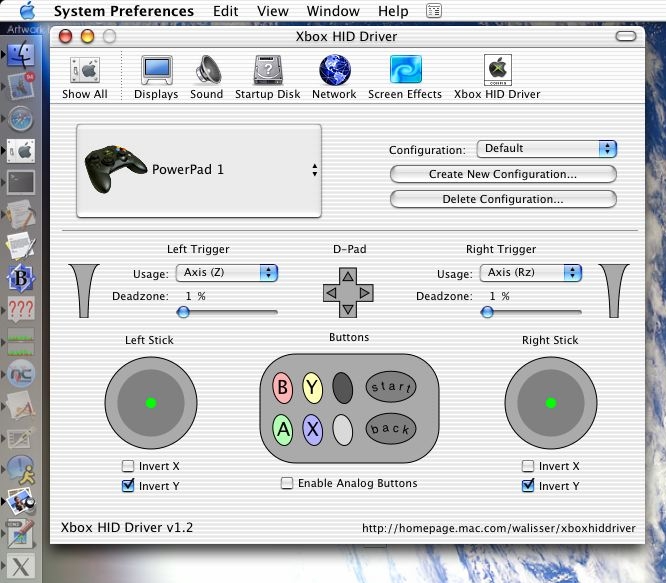 System Preferences Edit View Window Help
Artwork
Xbox HID Driver
Show All Displays Sound Startup Disk Network Screen Effects Xbox HID Driver
PowerPad 1
Configuration: Default
Create New Configuration...
Delete Configuration...
Left Trigger D-Pad Right Trigger
Usage: Axis (Z) Usage: Axis (Rz)
Deadzone: 1 % Deadzone: 1 %
Left Stick Buttons Right Stick
B Y start
A X back
Invert X Invert X
Invert Y Enable Analog Buttons Invert Y
Xbox HID Driver v1.2 http://homepage.mac.com/walisser/xboxhiddriver
???
X